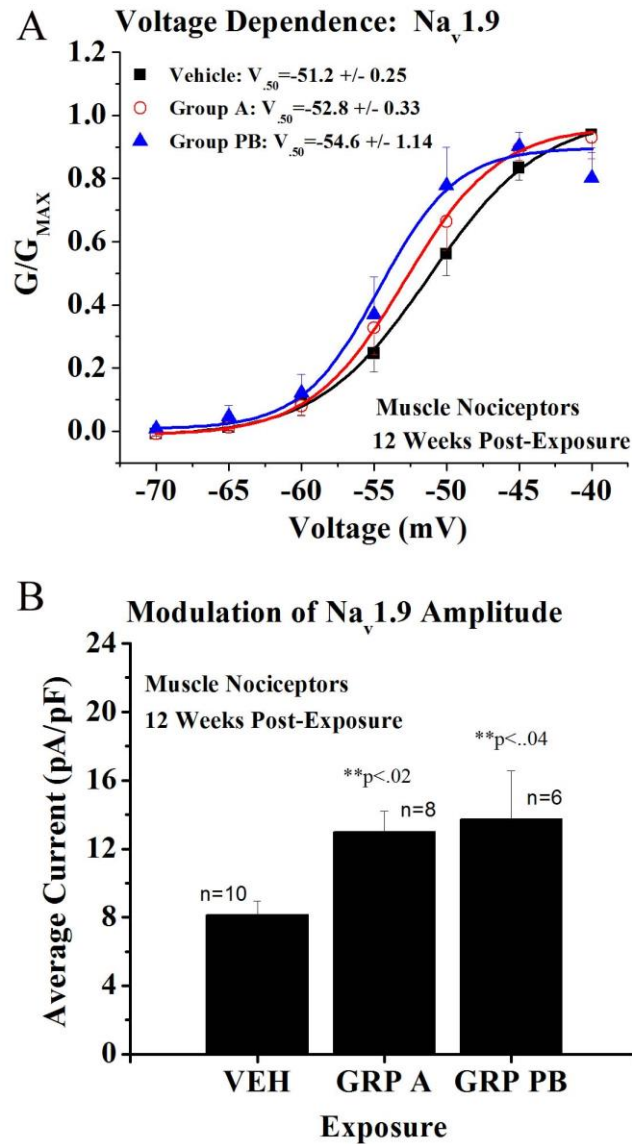 A
Voltage Dependence: Nav1.9
Vehicle: V.50=-51.2 +/- 0.25
Group A: V.50=-52.8 +/- 0.33
Group PB: V.50=-54.6 +/- 1.14
1.2
1.0
0.8
0.6
0.4
0.2
0.0
G/GMAX
Muscle Nociceptors
12 Weeks Post-Exposure
-70 -65 -60 -55 -50 -45 -40
Voltage (mV)
B
Modulation of Nav1.9 Amplitude
24
20
16
12
8
4
0
Average Current (pA/pF)
Muscle Nociceptors
12 Weeks Post-Exposure
**p<.02
**p<..04
n=10
n=8
n=6
VEH GRP A GRP PB
Exposure